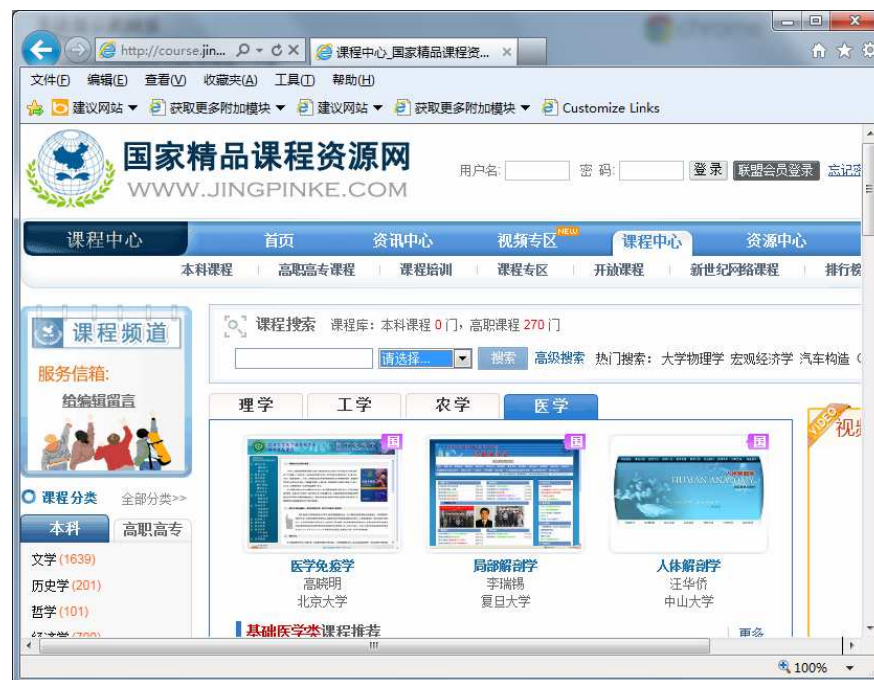 http://course.jin...
课程中心_国家精品课程资...
文件(F) 编辑(E) 查看(V) 收藏夹(A) 工具(T) 帮助(H)
建议网站 获取更多附加模块 建议网站 获取更多附加模块 Customize Links
国家精品课程资源网
WWW.JINGPINKE.COM
用户名: 密 码: 登 录 联盟会员登录 忘记密
课程中心 首页 资讯中心 视频专区 NEW 课程中心 资源中心
本科课程 高职高专课程 课程培训 课程专区 开放课程 新世纪网络课程 排行榜
课程频道
服务信箱:
给编辑留言
课程搜索 课程库：本科课程 0 门，高职课程 270 门
请选择... 搜索 高级搜索 热门搜索： 大学物理学 宏观经济学 汽车构造
理学 工学 农学 医学
VIDEO
视频
国 国 国
HUMAN ANATOMY
医学免疫学 局部解剖学 人体解剖学
高晓明 李瑞锡 汪华侨
北京大学 复旦大学 中山大学
基础医学类课程推荐 更多
课程分类 全部分类>>
本科 高职高专
文学 (1639)
历史学 (201)
哲学 (101)
经济学 (700)
100%